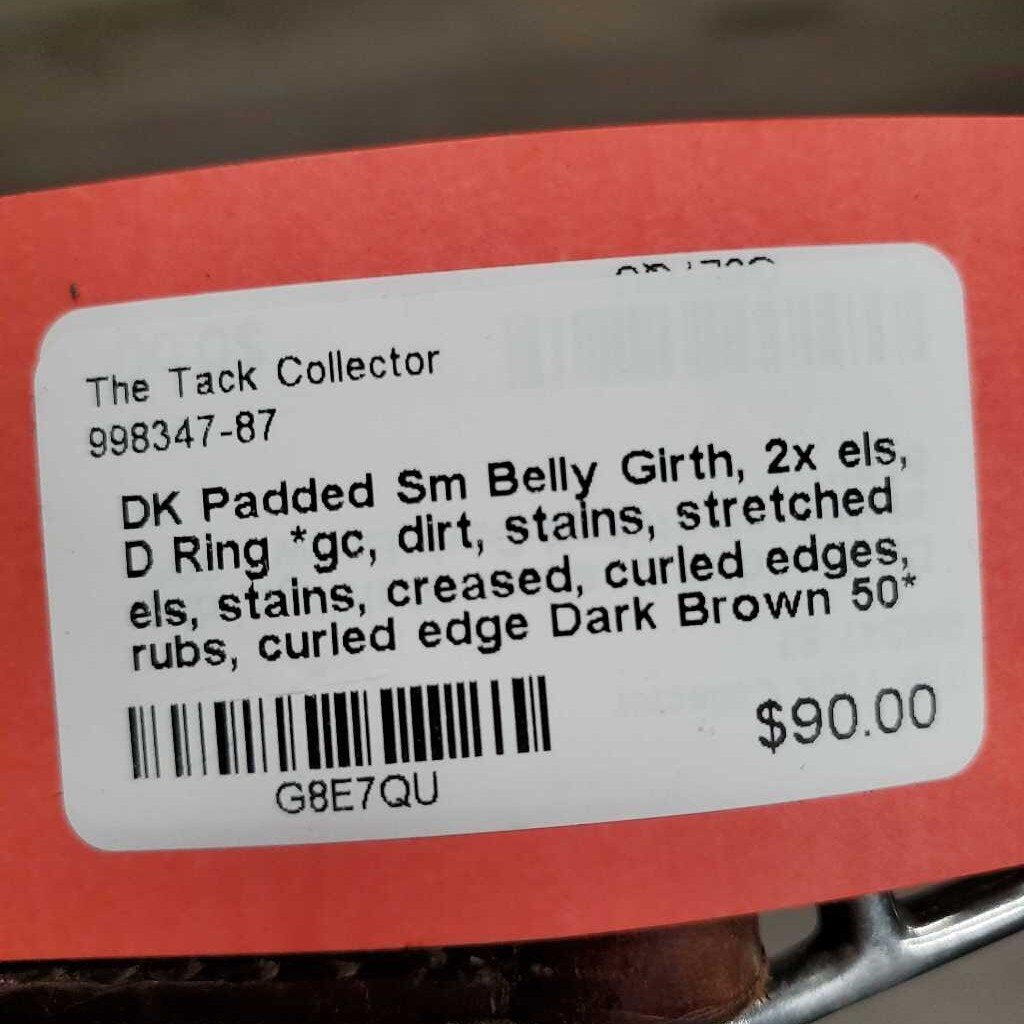 The Tack Collector
998347-87
DK Padded Sm Belly Girth, 2x els,
D Ring *gc, dirt, stains, stretched
els, stains, creased, curled edges,
rubs, curled edge Dark Brown 50*
G8E7QU
$90.00